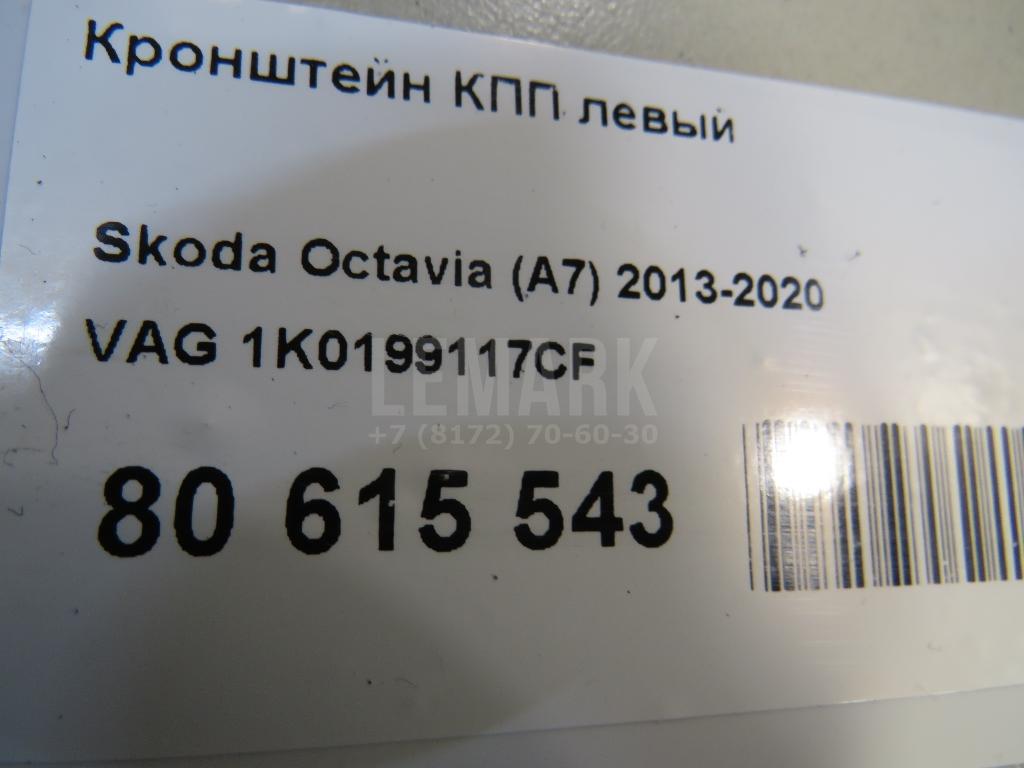 Кронштейн КПП левый
Skoda Octavia (A7) 2013-2020
VAG 1K0199117CF
LEMARK
+7 (8172) 70-60-30
80 615 543